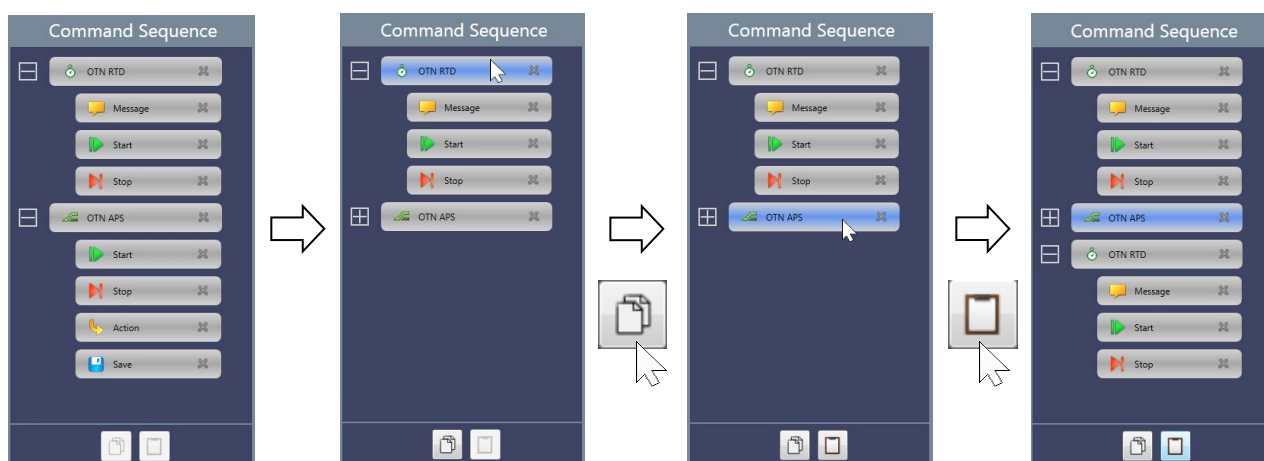 Command Sequence
OTN RTD
Message
Start
Stop
OTN APS
Start
Stop
Action
Save
Command Sequence
OTN RTD
Message
Start
Stop
OTN APS
Command Sequence
OTN RTD
Message
Start
Stop
OTN APS
Command Sequence
OTN RTD
Message
Start
Stop
OTN APS
OTN RTD
Message
Start
Stop